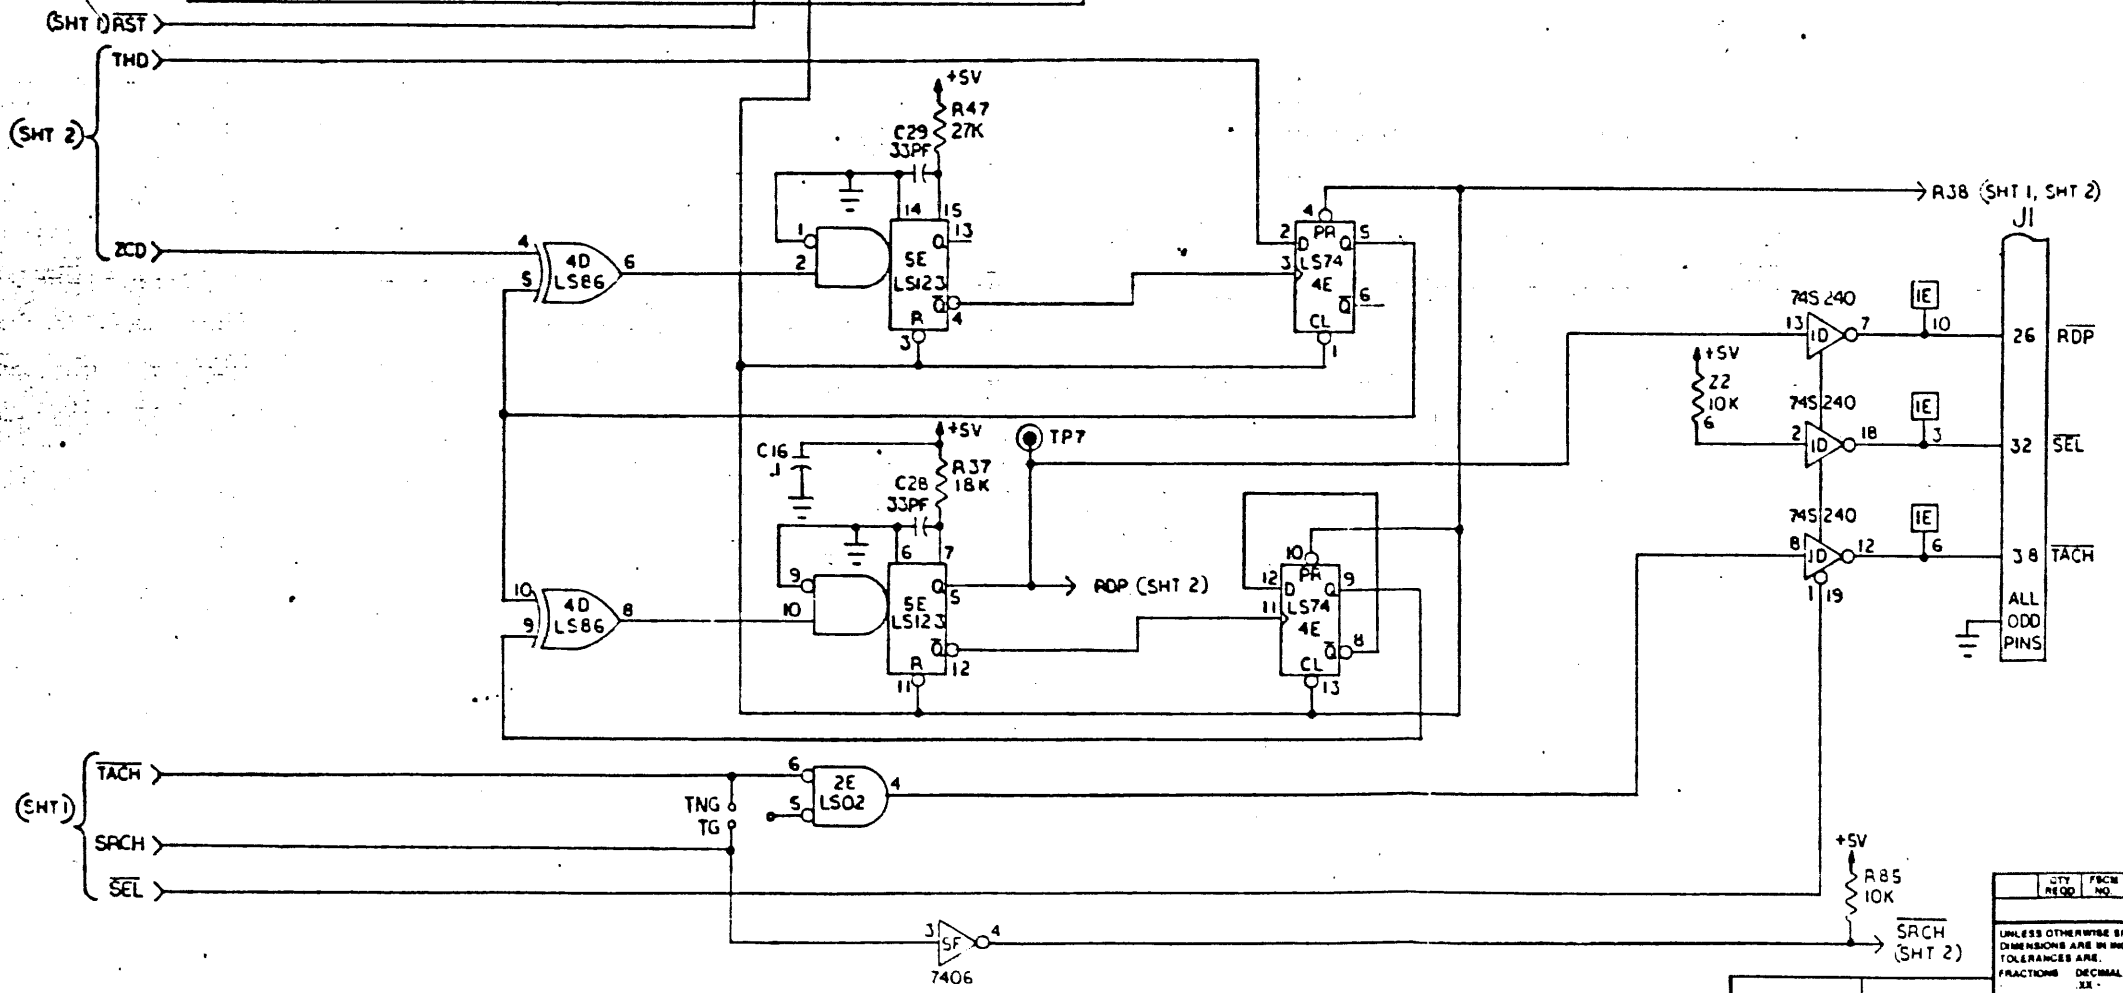 (SHT 1) RST
THD
(SHT 2)
ZCD
+5V
R47
27K
C29
33PF
14
15
13
1
2
5E
LS123
Q
Q
4
R
3
4
5
4D
LS86
6
4
PR
2
D
Q
5
3
LS74
4E
Q
6
CL
1
R38 (SHT 1, SHT 2)
J1
74S240
1E
13
1D
7
10
26
RDP
+5V
Z2
10K
6
74S240
1E
2
1D
18
3
32
SEL
74S240
1E
8
1D
12
6
38
TACH
1
19
ALL
ODD
PINS
+5V
TP7
C16
.1
R37
18K
C28
33PF
6
7
9
10
5E
LS123
Q
5
RDP (SHT 2)
Q
12
R
11
10
9
4D
LS86
8
10
PR
12
D
Q
9
11
LS74
4E
Q
8
CL
13
(SHT 1)
TACH
SRCH
SEL
TNG
TG
6
5
2E
LS02
4
3
5F
4
7406
+5V
R85
10K
SRCH
(SHT 2)
QTY
REQD
FSCM
NO.
UNLESS OTHERWISE
DIMENSIONS ARE IN
TOLERANCES ARE.
FRACTIONS DECIMAL
.XX